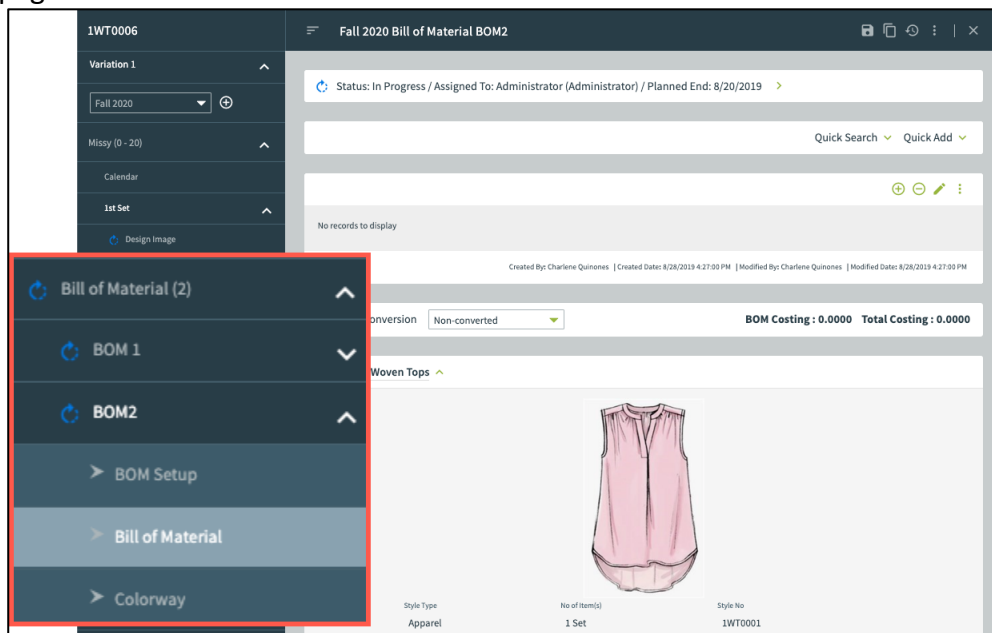 1WT0006
Fall 2020 Bill of Material BOM2
Variation 1
Fall 2020
Missy (0 - 20)
Calendar
1st Set
Design Image
Bill of Material (2)
BOM 1
BOM2
BOM Setup
Bill of Material
Colorway
Status: In Progress / Assigned To: Administrator (Administrator) / Planned End: 8/20/2019
Quick Search Quick Add
No records to display
Created By: Charlene Quinones | Created Date: 8/28/2019 4:27:00 PM | Modified By: Charlene Quinones | Modified Date: 8/28/2019 4:27:00 PM
onversion Non-converted BOM Costing : 0.0000 Total Costing : 0.0000
Woven Tops
Style Type No of Item(s) Style No
Apparel 1 Set 1WT0001